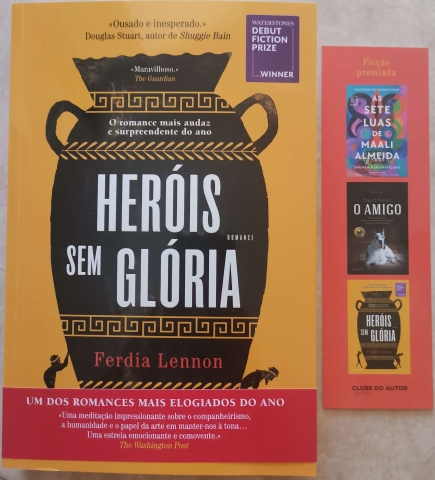 «Ousado e inesperado.»
Douglas Stuart, autor de Shuggie Bain
WATERSTONES
DEBUT
FICTION
PRIZE
WINNER
«Maravilhoso.»
The Guardian
O romance mais audaz
e surpreendente do ano
HERÓIS
ROMANCE
SEM GLÓRIA
Ferdia Lennon
UM DOS ROMANCES MAIS ELOGIADOS DO ANO
«Uma meditação impressionante sobre o companheirismo,
a humanidade e o papel da arte em manter-nos à tona...
Uma estreia emocionante e comovente.»
The Washington Post
Ficção
premiada
AS
SETE
LUAS
DE
MAALI
ALMEIDA
O AMIGO
HERÓIS
SEM GLÓRIA
CLUBE DO AUTOR